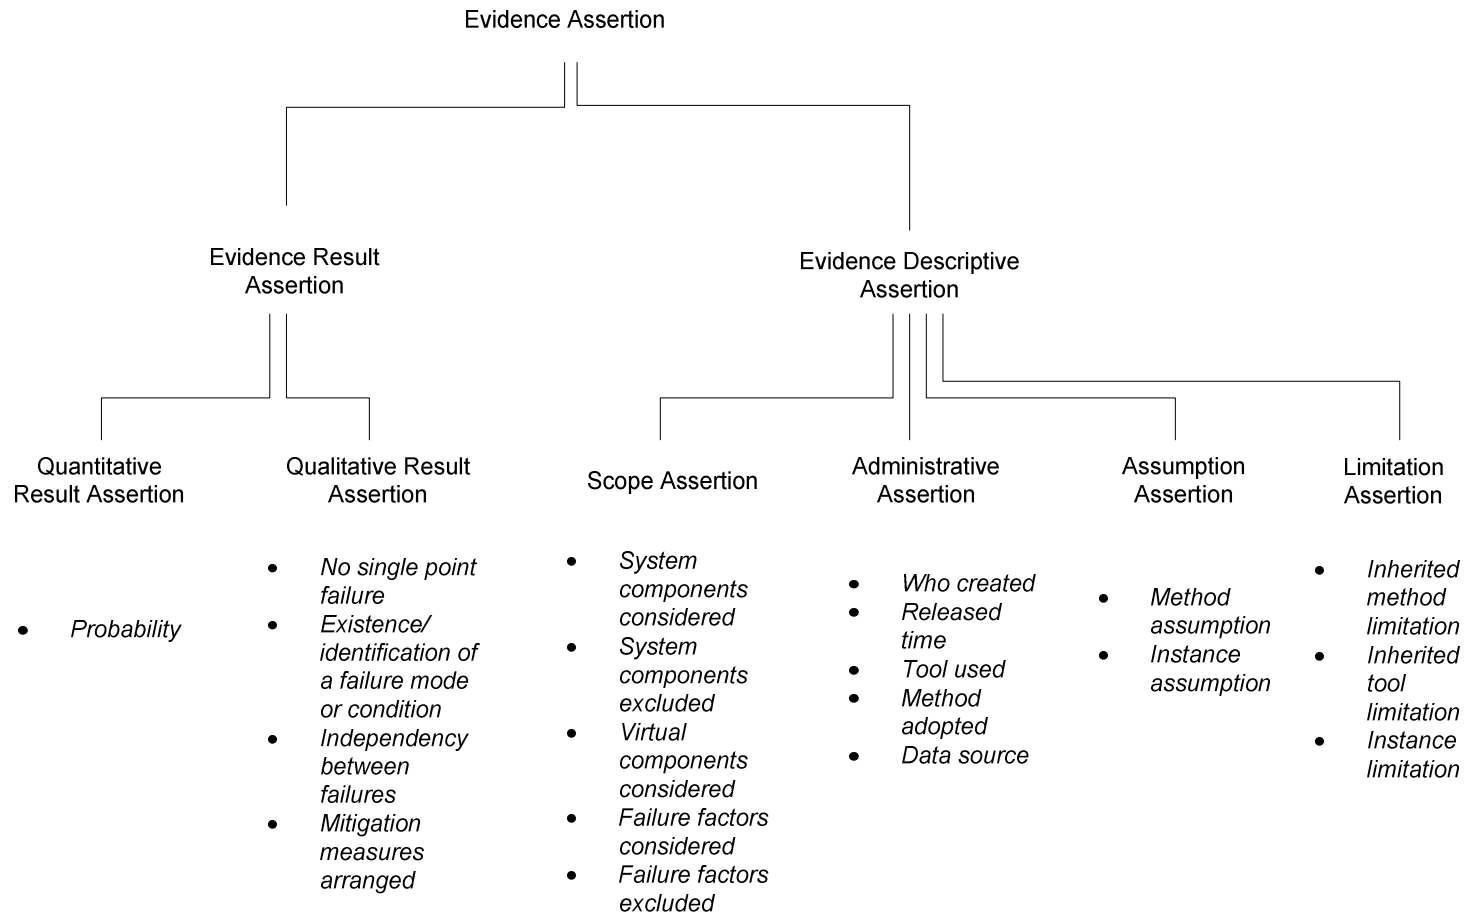 Evidence Assertion
Evidence Result
Assertion
Evidence Descriptive
Assertion
Quantitative
Result Assertion
Qualitative Result
Assertion
Scope Assertion
Administrative
Assertion
Assumption
Assertion
Limitation
Assertion
• Probability
• No single point
failure
• Existence/
identification of
a failure mode
or condition
• Independency
between
failures
• Mitigation
measures
arranged
• System
components
considered
• System
components
excluded
• Virtual
components
considered
• Failure factors
considered
• Failure factors
excluded
• Who created
• Released
time
• Tool used
• Method
adopted
• Data source
• Method
assumption
• Instance
assumption
• Inherited
method
limitation
• Inherited
tool
limitation
• Instance
limitation